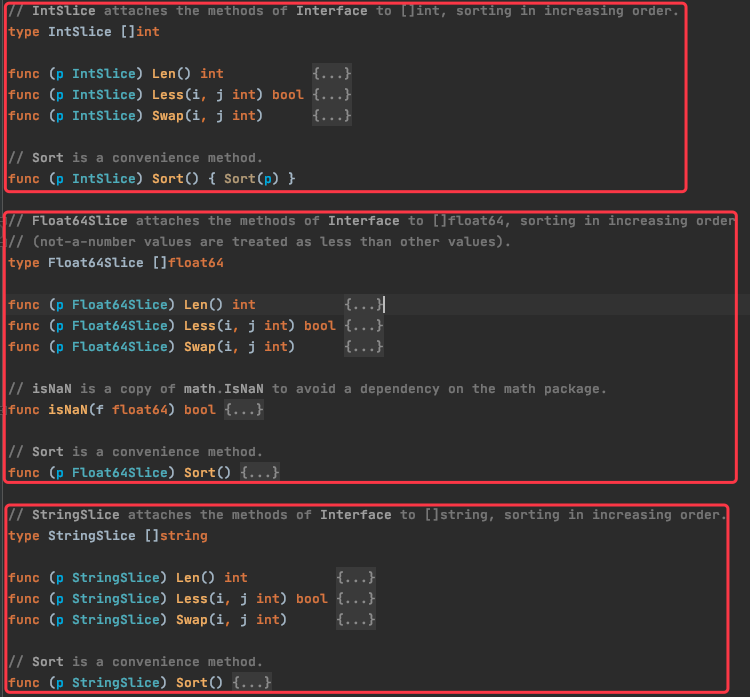 // IntSlice attaches the methods of Interface to []int, sorting in increasing order.
type IntSlice []int
func (p IntSlice) Len() int {...}
func (p IntSlice) Less(i, j int) bool {...}
func (p IntSlice) Swap(i, j int) {...}
// Sort is a convenience method.
func (p IntSlice) Sort() { Sort(p) }
// Float64Slice attaches the methods of Interface to []float64, sorting in increasing order
// (not-a-number values are treated as less than other values).
type Float64Slice []float64
func (p Float64Slice) Len() int {...}
func (p Float64Slice) Less(i, j int) bool {...}
func (p Float64Slice) Swap(i, j int) {...}
// isNaN is a copy of math.IsNaN to avoid a dependency on the math package.
func isNaN(f float64) bool {...}
// Sort is a convenience method.
func (p Float64Slice) Sort() {...}
// StringSlice attaches the methods of Interface to []string, sorting in increasing order.
type StringSlice []string
func (p StringSlice) Len() int {...}
func (p StringSlice) Less(i, j int) bool {...}
func (p StringSlice) Swap(i, j int) {...}
// Sort is a convenience method.
func (p StringSlice) Sort() {...}